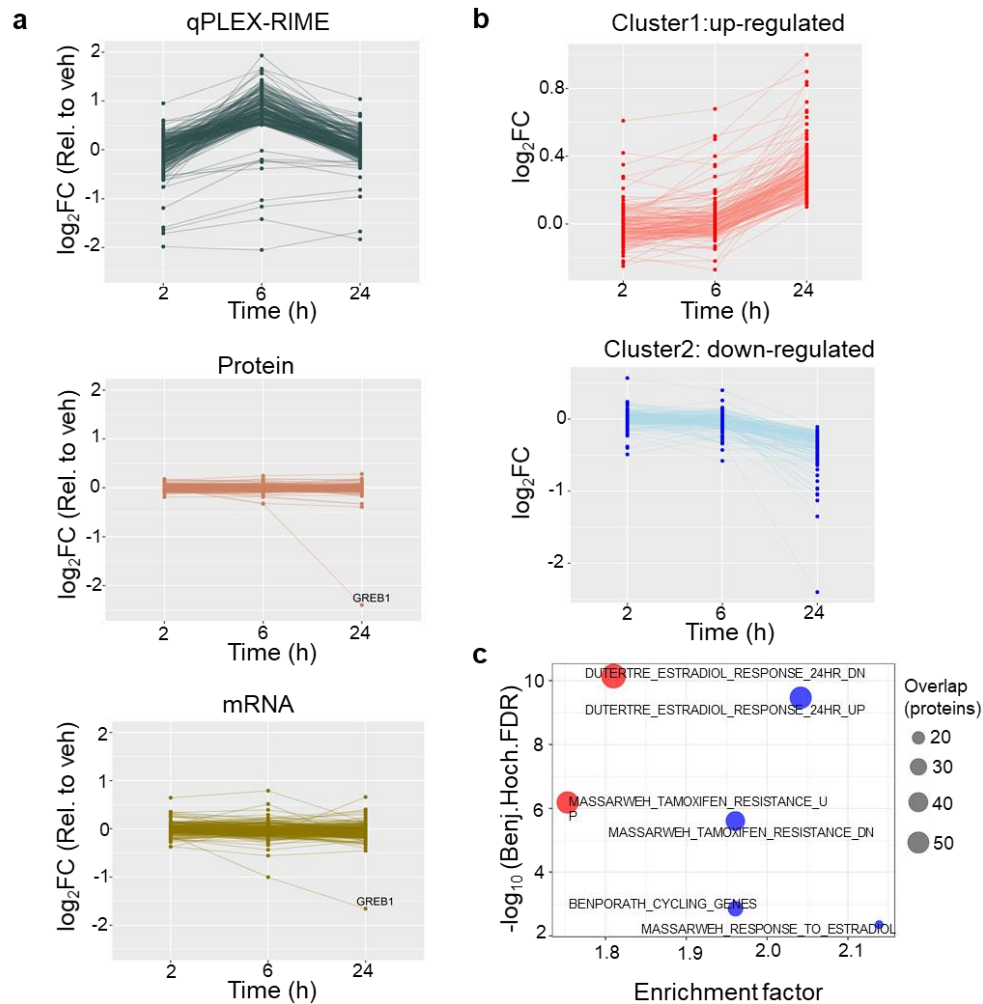 a
qPLEX-RIME
log₂FC (Rel. to veh)
2
1
0
-1
-2
2 6 24
Time (h)
Protein
log₂FC (Rel. to veh)
2
1
0
-1
-2
GREB1
2 6 24
Time (h)
mRNA
log₂FC (Rel. to veh)
2
1
0
-1
-2
GREB1
2 6 24
Time (h)
b
Cluster1:up-regulated
log₂FC
0.8
0.4
0.0
2 6 24
Time (h)
Cluster2: down-regulated
log₂FC
0
-1
-2
2 6 24
Time (h)
c
-log₁₀ (Benj.Hoch.FDR)
10
8
6
4
2
DUTERTRE_ESTRADIOL_RESPONSE_24HR_DN
DUTERTRE_ESTRADIOL_RESPONSE_24HR_UP
MASSARWEH_TAMOXIFEN_RESISTANCE_U
P
MASSARWEH_TAMOXIFEN_RESISTANCE_DN
BENPORATH_CYCLING_GENES
MASSARWEH_RESPONSE_TO_ESTRADIOL
1.8 1.9 2.0 2.1
Enrichment factor
Overlap
(proteins)
20
30
40
50